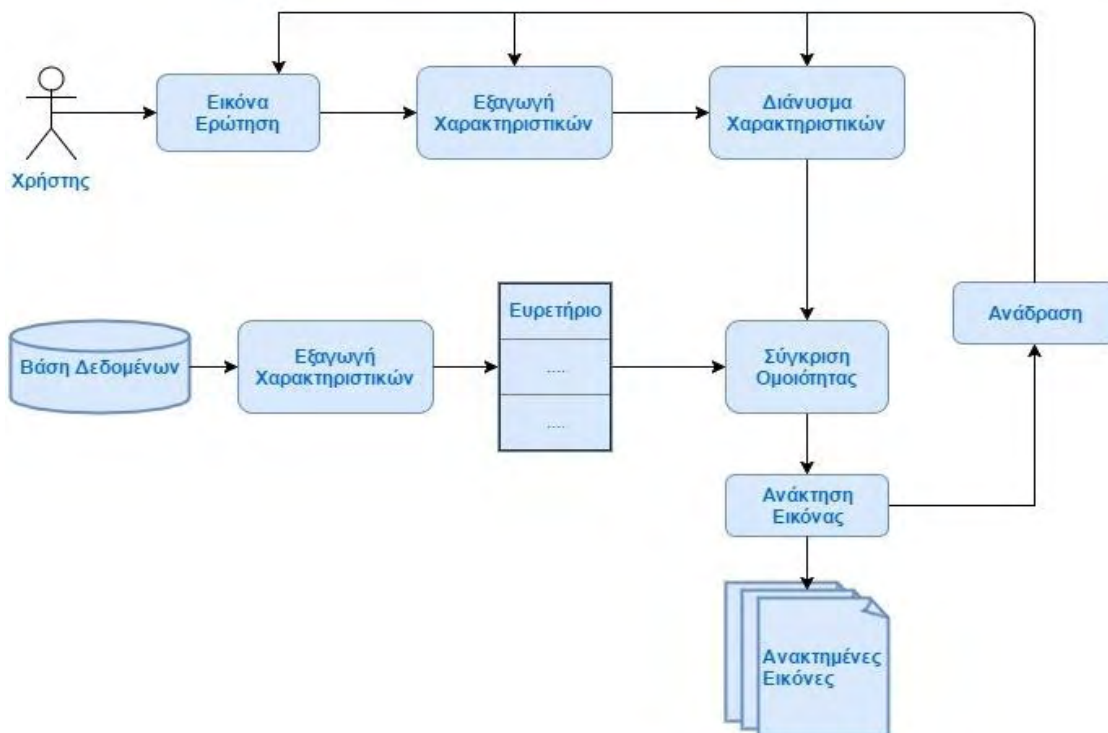 Εικόνα
Ερώτηση
Εξαγωγή
Χαρακτηριστικών
Διάνυσμα
Χαρακτηριστικών
Χρήστης
Βάση Δεδομένων
Εξαγωγή
Χαρακτηριστικών
Ευρετήριο
....
....
Σύγκριση
Ομοιότητας
Ανάδραση
Ανάκτηση
Εικόνας
Ανακτημένες
Εικόνες